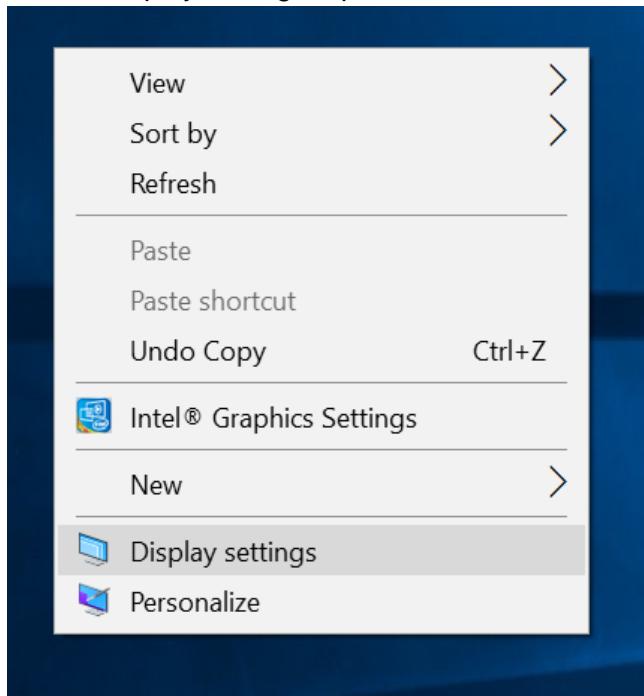 View
Sort by
Refresh
Paste
Paste shortcut
Undo Copy Ctrl+Z
Intel® Graphics Settings
New
Display settings
Personalize